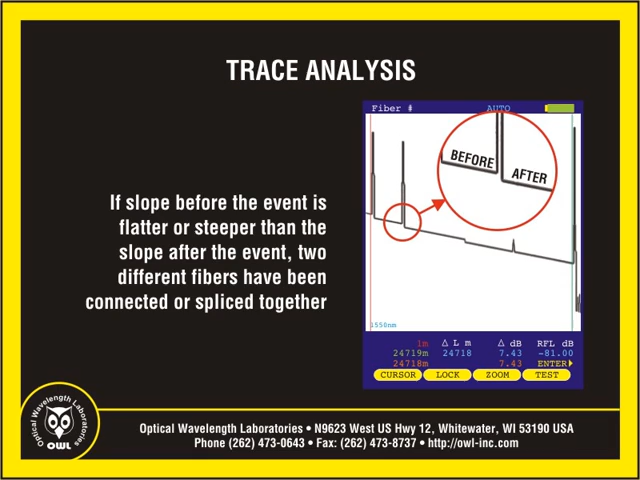 TRACE ANALYSIS
If slope before the event is
flatter or steeper than the
slope after the event, two
different fibers have been
connected or spliced together
Fiber # AUTO
BEFORE
AFTER
1550nm
1m Δ L m Δ dB RFL dB
24719m 24718 7.43 -81.00
24718m 7.43 ENTER
CURSOR LOCK ZOOM TEST
Optical Wavelength Laboratories
OWL
Optical Wavelength Laboratories • N9623 West US Hwy 12, Whitewater, WI 53190 USA
Phone (262) 473-0643 • Fax: (262) 473-8737 • http://owl-inc.com